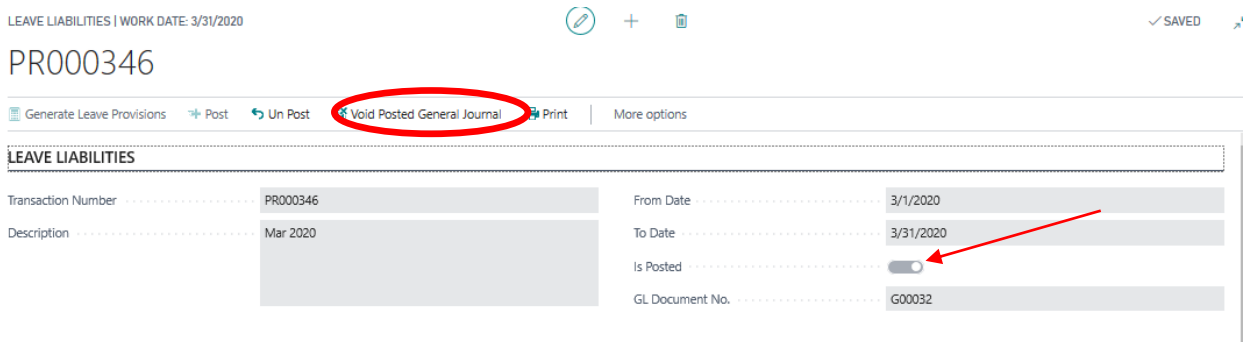 LEAVE LIABILITIES | WORK DATE: 3/31/2020
SAVED
PR000346
Generate Leave Provisions Post Un Post Void Posted General Journal Print More options
LEAVE LIABILITIES
Transaction Number PR000346 From Date 3/1/2020
Description Mar 2020 To Date 3/31/2020
Is Posted
GL Document No. G00032